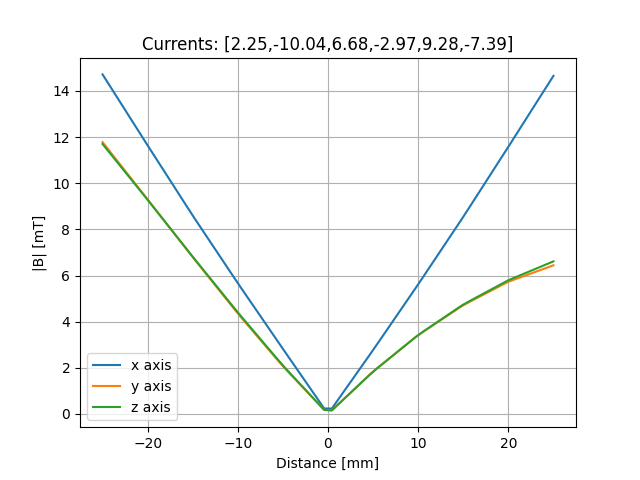 Currents: [2.25,-10.04,6.68,-2.97,9.28,-7.39]
|B| [mT]
14
12
10
8
6
4
2
0
x axis
y axis
z axis
−20
−10
0
10
20
Distance [mm]